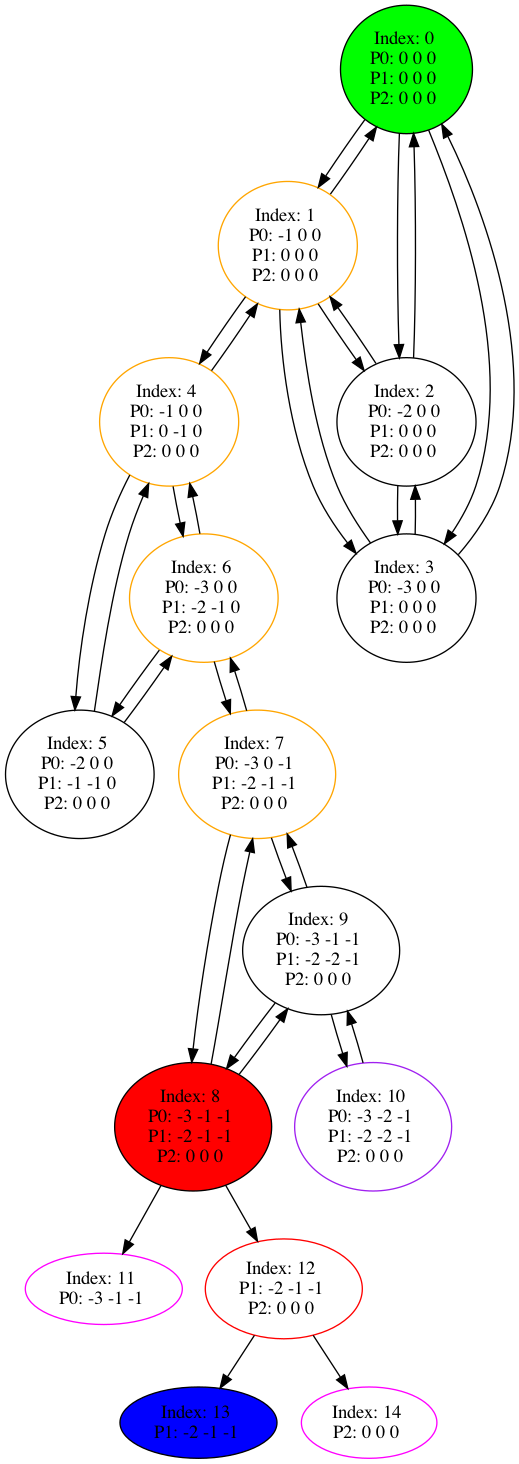 Index: 0
P0: 0 0 0
P1: 0 0 0
P2: 0 0 0
Index: 1
P0: -1 0 0
P1: 0 0 0
P2: 0 0 0
Index: 4
P0: -1 0 0
P1: 0 -1 0
P2: 0 0 0
Index: 2
P0: -2 0 0
P1: 0 0 0
P2: 0 0 0
Index: 6
P0: -3 0 0
P1: -2 -1 0
P2: 0 0 0
Index: 3
P0: -3 0 0
P1: 0 0 0
P2: 0 0 0
Index: 5
P0: -2 0 0
P1: -1 -1 0
P2: 0 0 0
Index: 7
P0: -3 0 -1
P1: -2 -1 -1
P2: 0 0 0
Index: 9
P0: -3 -1 -1
P1: -2 -2 -1
P2: 0 0 0
Index: 8
P0: -3 -1 -1
P1: -2 -1 -1
P2: 0 0 0
Index: 10
P0: -3 -2 -1
P1: -2 -2 -1
P2: 0 0 0
Index: 11
P0: -3 -1 -1
Index: 12
P1: -2 -1 -1
P2: 0 0 0
Index: 13
P1: -2 -1 -1
Index: 14
P2: 0 0 0